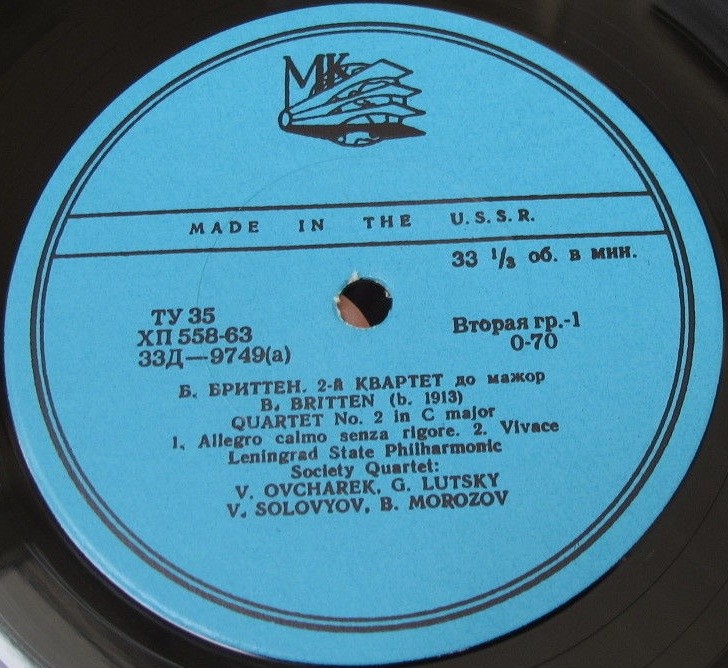 МК
MADE IN THE U.S.S.R.
33 1/3 об. в мин.
ТУ 35
ХП 558-63
33Д—9749(а)
Вторая гр.-1
0-70
Б. БРИТТЕН. 2-й КВАРТЕТ до мажор
B. BRITTEN (b. 1913)
QUARTET No. 2 in C major
1. Allegro calmo senza rigore. 2. Vivace
Leningrad State Philharmonic
Society Quartet:
V. OVCHAREK, G. LUTSKY
V. SOLOVYOV, B. MOROZOV